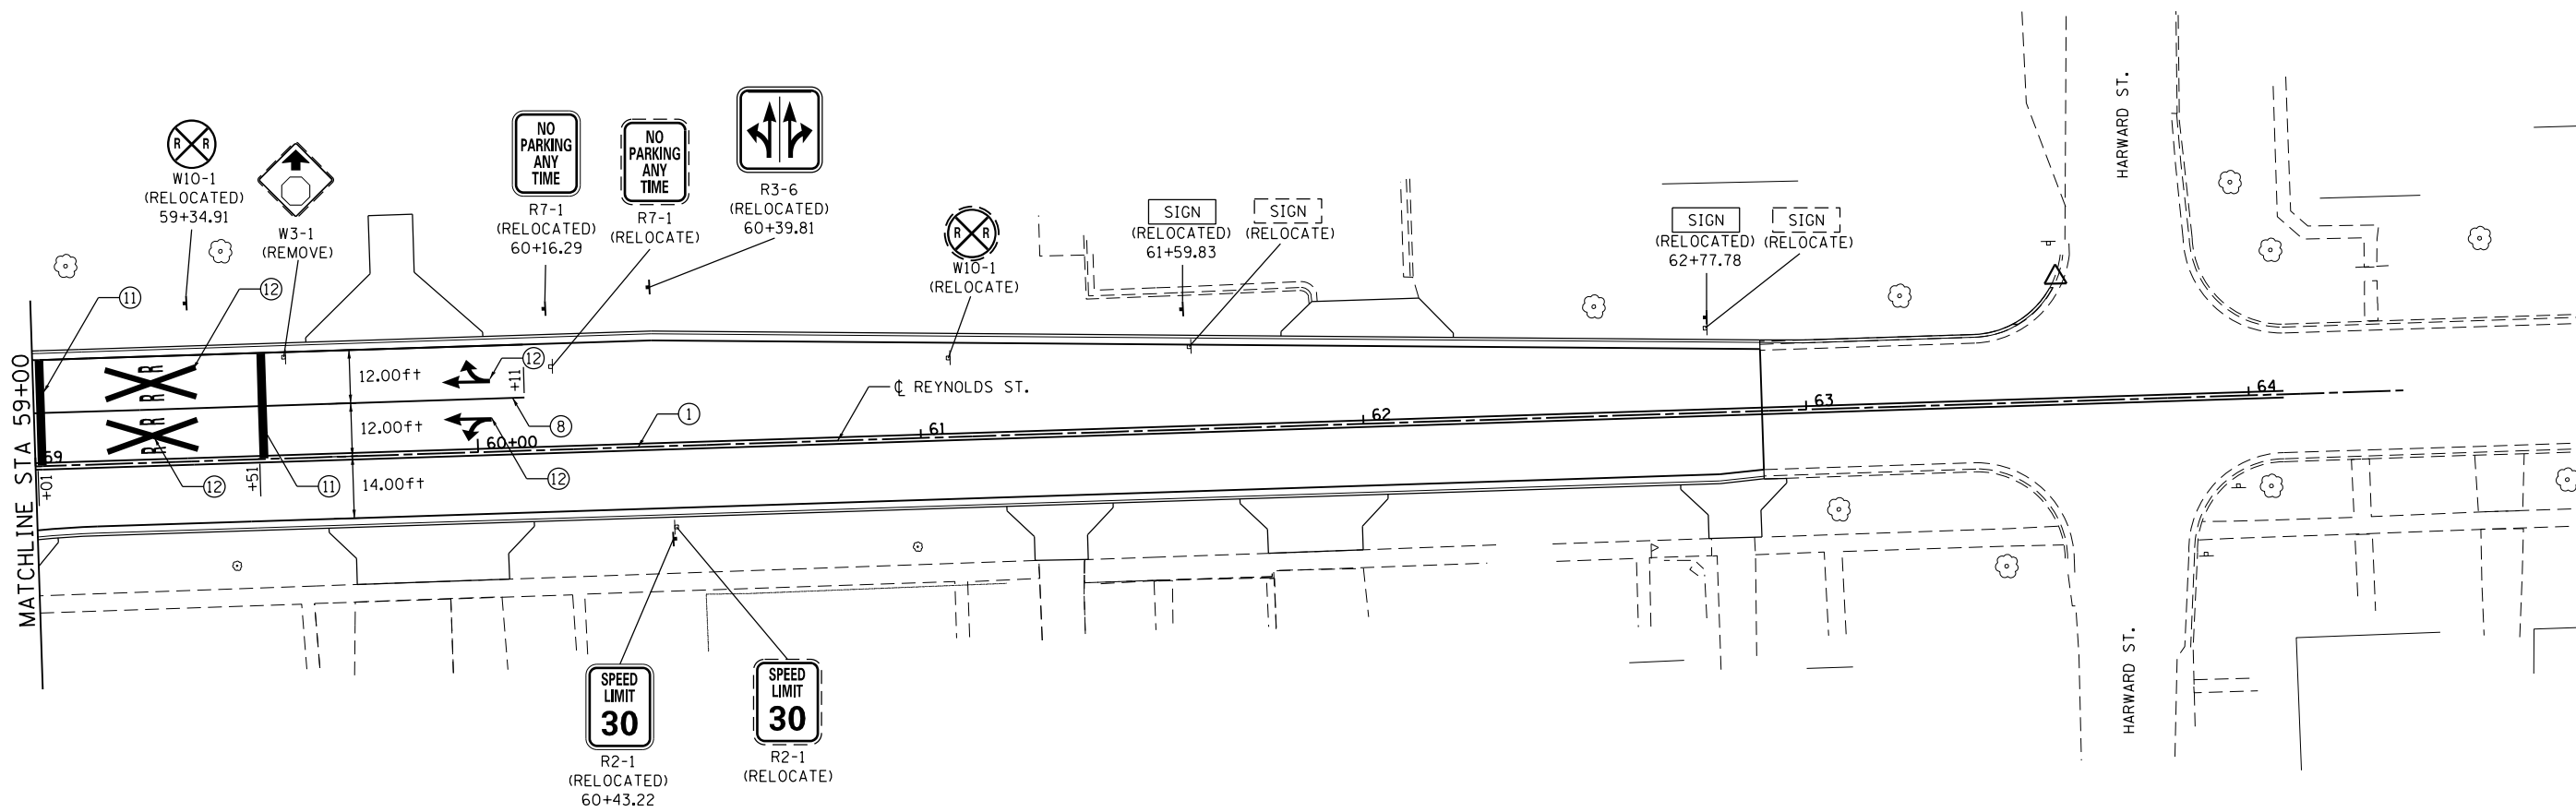 R R
W10-1
(RELOCATED)
59+34.91
W3-1
(REMOVE)
NO
PARKING
ANY
TIME
R7-1
(RELOCATED)
60+16.29
NO
PARKING
ANY
TIME
R7-1
(RELOCATE)
R3-6
(RELOCATED)
60+39.81
R R
W10-1
(RELOCATE)
SIGN
(RELOCATED)
61+59.83
SIGN
(RELOCATE)
SIGN
(RELOCATED)
62+77.78
SIGN
(RELOCATE)
HARWARD ST.
11
12
12
+11
12.00ft
R R
℄ REYNOLDS ST.
8
1
12.00ft
R R
60+00
61
62
63
64
MATCHLINE STA 59+00
59
+01
12
+51
11
14.00ft
12
SPEED
LIMIT
30
R2-1
(RELOCATED)
60+43.22
SPEED
LIMIT
30
R2-1
(RELOCATE)
HARWARD ST.